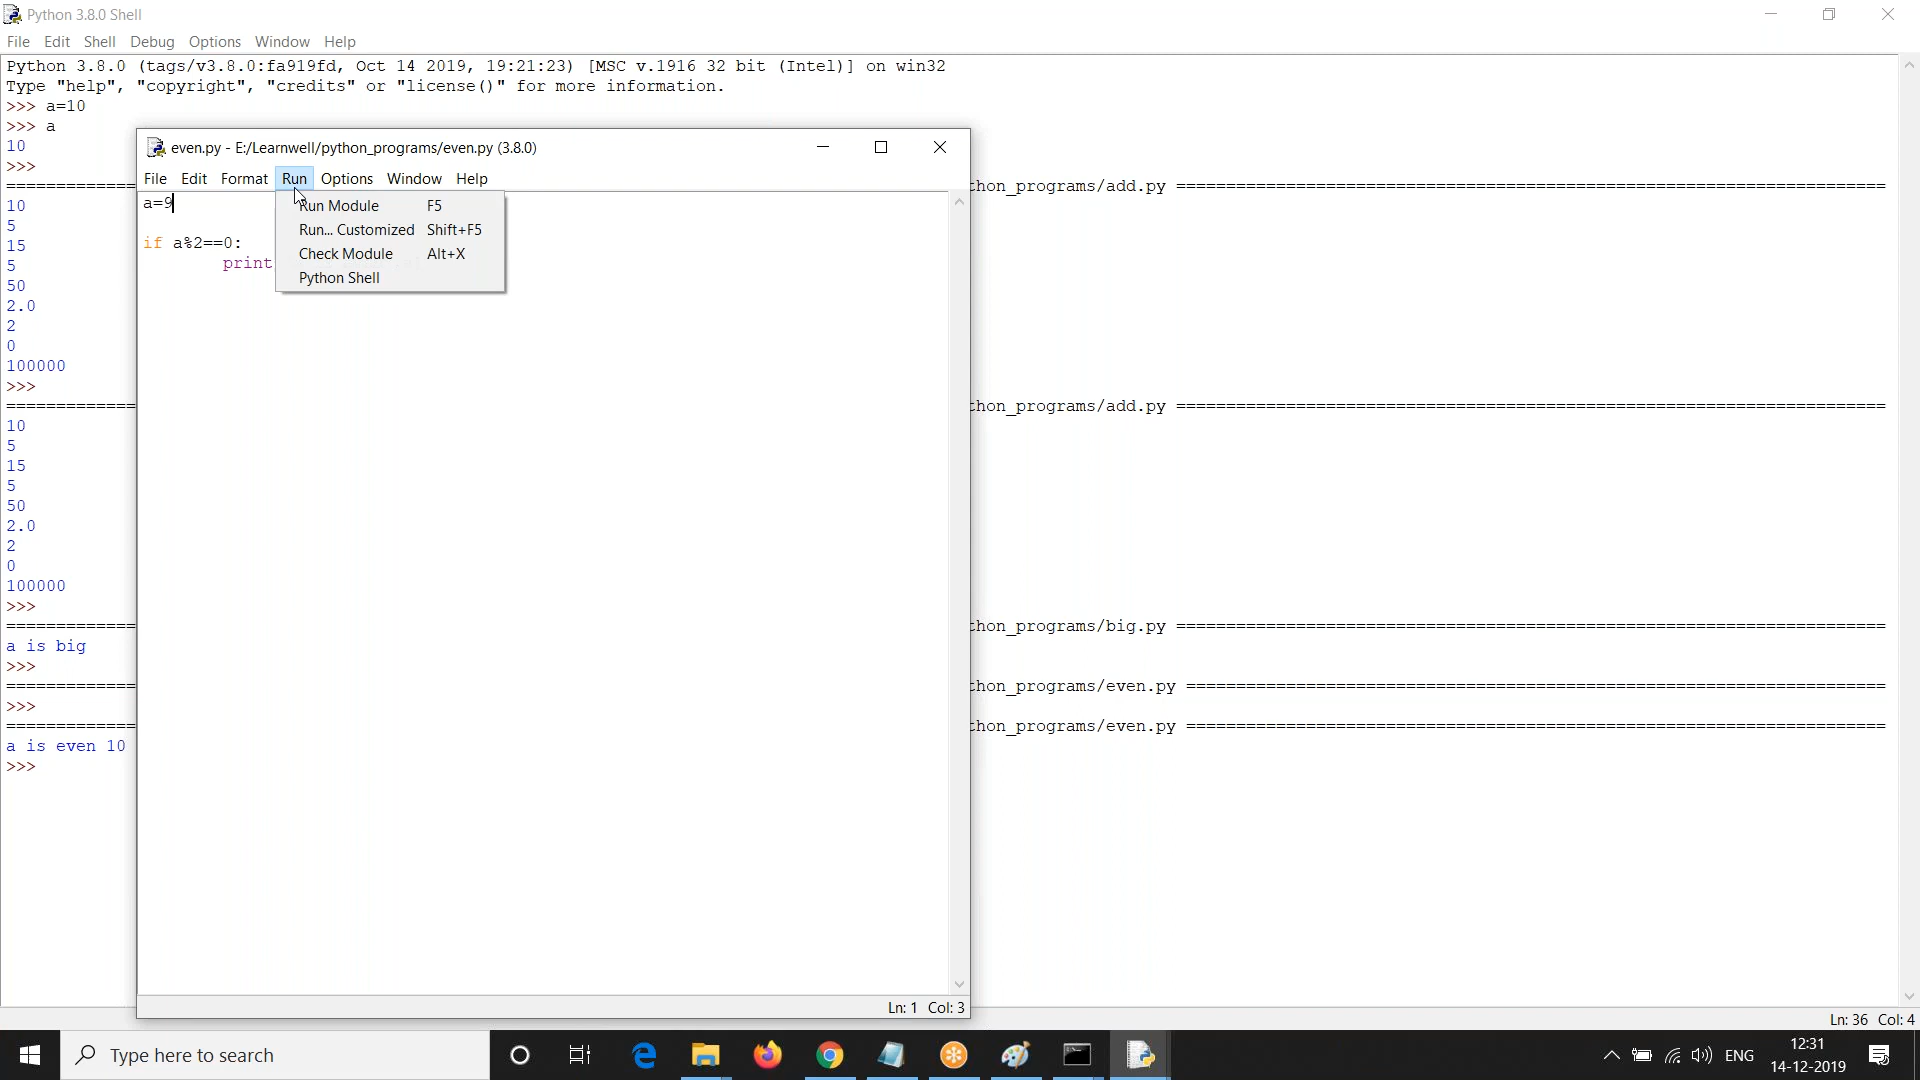 Python 3.8.0 Shell
File Edit Shell Debug Options Window Help
Python 3.8.0 (tags/v3.8.0:fa919fd, Oct 14 2019, 19:21:23) [MSC v.1916 32 bit (Intel)] on win32
Type "help", "copyright", "credits" or "license()" for more information.
>>> a=10
>>> a
10
>>>
thon_programs/add.py =======================================================================
10
5
15
5
50
2.0
2
0
100000
>>>
============= thon_programs/add.py =======================================================================
10
5
15
5
50
2.0
2
0
100000
>>>
============= thon_programs/big.py =======================================================================
a is big
>>>
============= thon_programs/even.py ======================================================================
>>>
============= thon_programs/even.py ======================================================================
a is even 10
>>>
Ln: 36 Col: 4
even.py - E:/Learnwell/python_programs/even.py (3.8.0)
File Edit Format Run Options Window Help
a=9
if a%2==0:
print
Run Module F5
Run... Customized Shift+F5
Check Module Alt+X
Python Shell
Ln: 1 Col: 3
Type here to search
ENG
12:31
14-12-2019